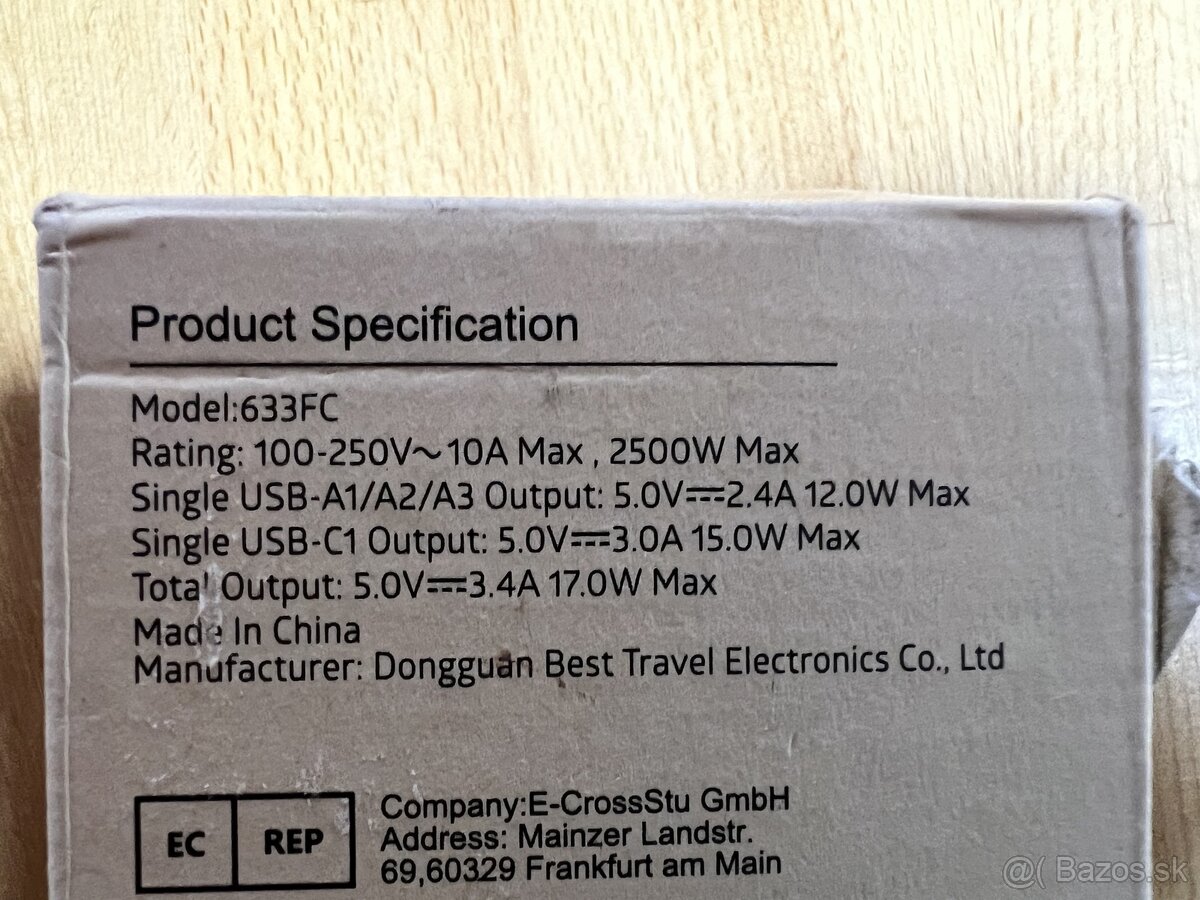 Product Specification
Model:633FC
Rating: 100-250V～10A Max , 2500W Max
Single USB-A1/A2/A3 Output: 5.0V⎓2.4A 12.0W Max
Single USB-C1 Output: 5.0V⎓3.0A 15.0W Max
Total Output: 5.0V⎓3.4A 17.0W Max
Made In China
Manufacturer: Dongguan Best Travel Electronics Co., Ltd
EC REP
Company:E-CrossStu GmbH
Address: Mainzer Landstr.
69,60329 Frankfurt am Main
@( Bazos.sk